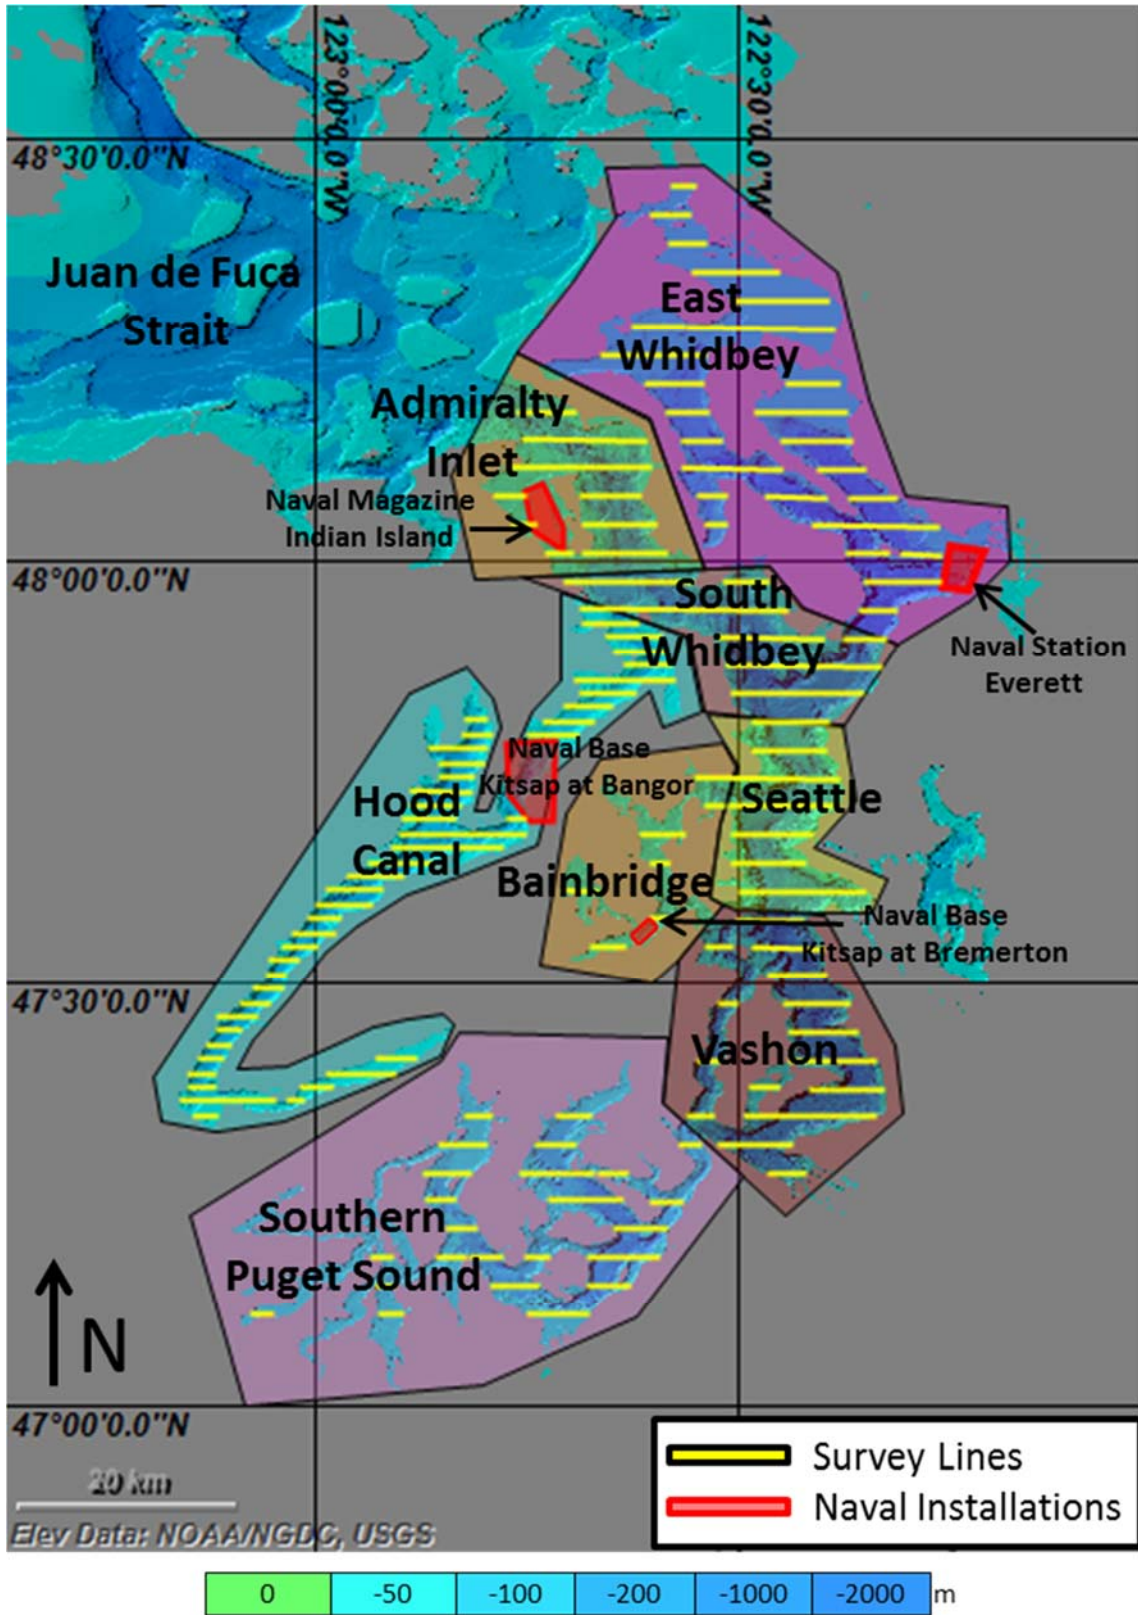 123°00'0.0"W
122°30'0.0"W
48°30'0.0"N
Juan de Fuca
Strait
East
Whidbey
Admiralty
Inlet
Naval Magazine
Indian Island
48°00'0.0"N
South
Whidbey
Naval Station
Everett
Naval Base
Kitsap at Bangor
Hood
Canal
Seattle
Bainbridge
Naval Base
Kitsap at Bremerton
47°30'0.0"N
Vashon
Southern
Puget Sound
N
47°00'0.0"N
20 km
Elev Data: NOAA/NGDC, USGS
Survey Lines
Naval Installations
0 -50 -100 -200 -1000 -2000 m